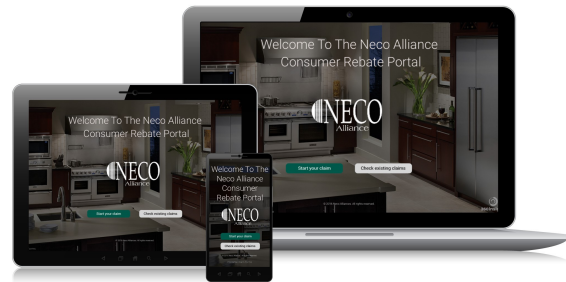 Welcome To The Neco Alliance
Consumer Rebate Portal
NECO
Alliance
Start your claim
Check existing claims
Welcome To The Neco Alliance
Consumer Rebate Portal
NECO
Alliance
Start your claim
Check existing claims
Welcome To The
Neco Alliance
Consumer
Rebate Portal
NECO
Alliance
Start your claim
Check existing claims